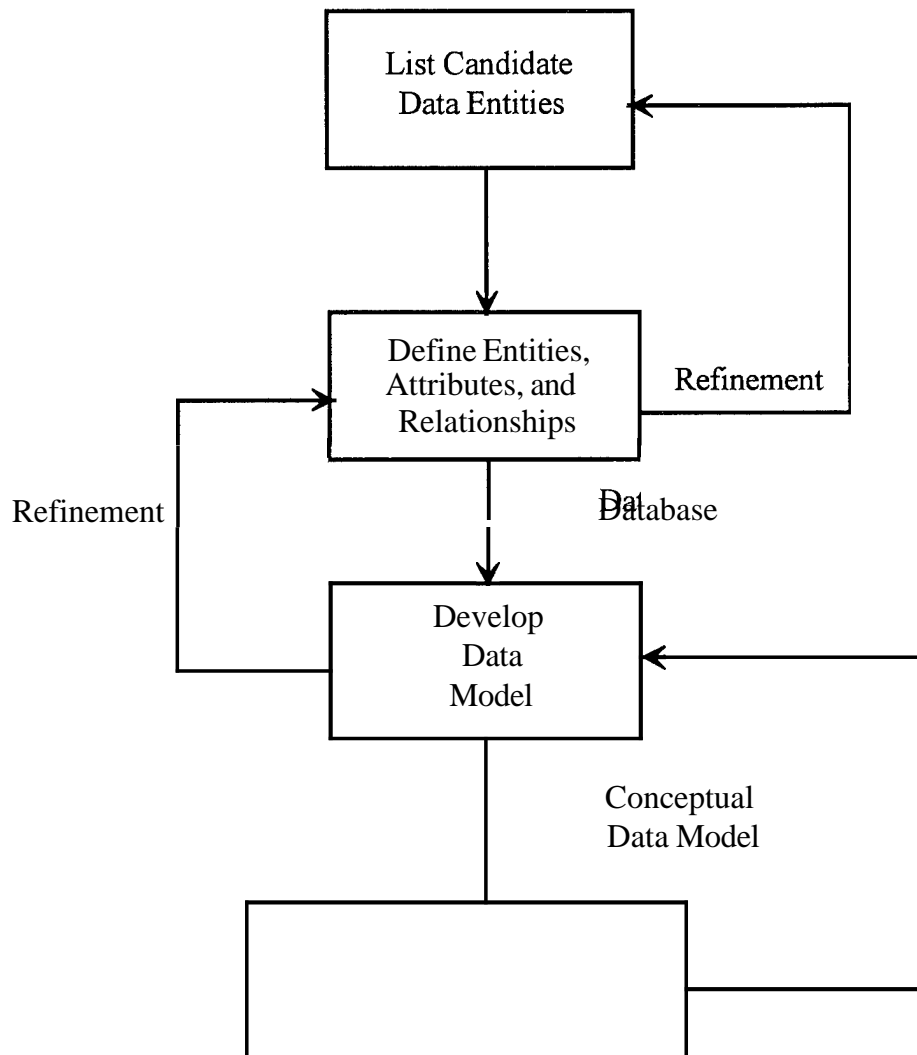 List Candidate
Data Entities
Define Entities,
Attributes, and
Relationships
Refinement
Refinement
Database
Develop
Data
Model
Conceptual
Data Model